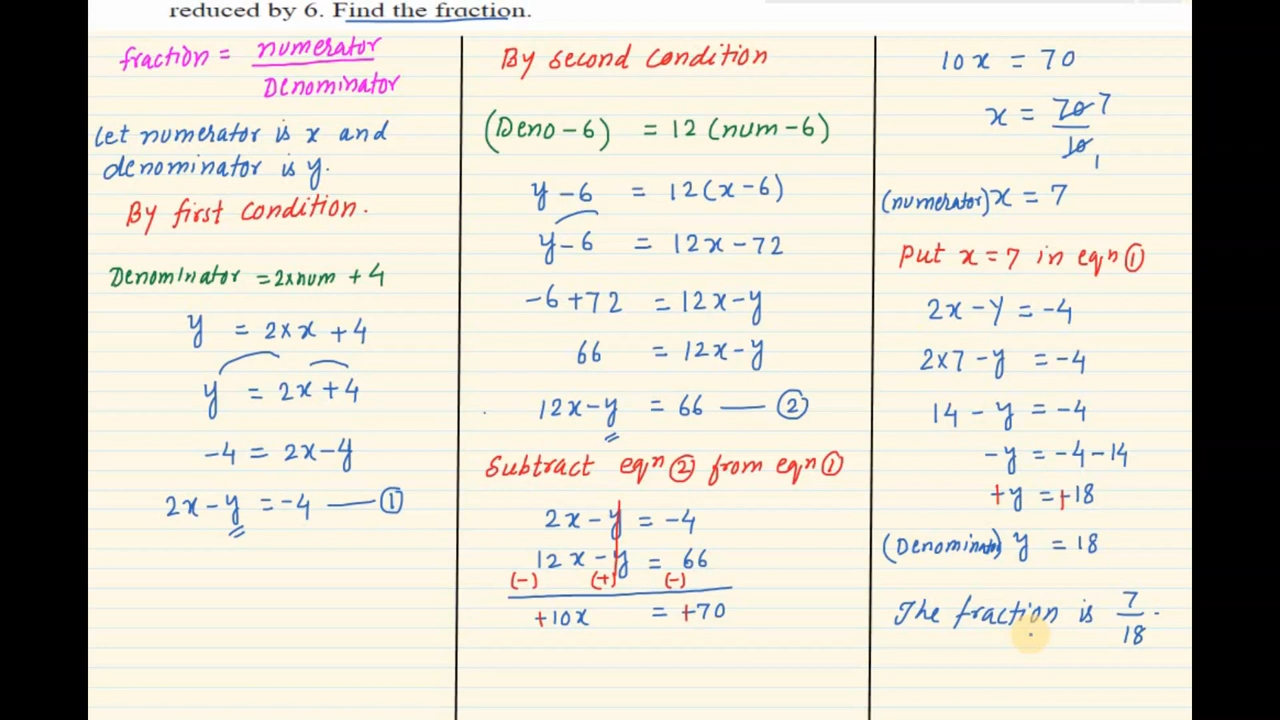 reduced by 6. Find the fraction.
fraction = numerator / Denominator
Let numerator is x and
denominator is y.
By first condition.
Denominator = 2xnum + 4
y = 2 x x + 4
y = 2x + 4
-4 = 2x - y
2x - y = -4 —— ①
By second condition
(Deno - 6) = 12 (num - 6)
y - 6 = 12 (x - 6)
y - 6 = 12x - 72
-6 + 72 = 12x - y
66 = 12x - y
12x - y = 66 —— ②
Subtract eqn ② from eqn ①
2x - y = -4
12x - y = 66
(-) (+) (-)
+10x = +70
10x = 70
x = 70 7
10 1
(numerator) x = 7
Put x = 7 in eqn ①
2x - y = -4
2x7 - y = -4
14 - y = -4
-y = -4 - 14
+y = +18
(Denominator) y = 18
The fraction is 7/18.